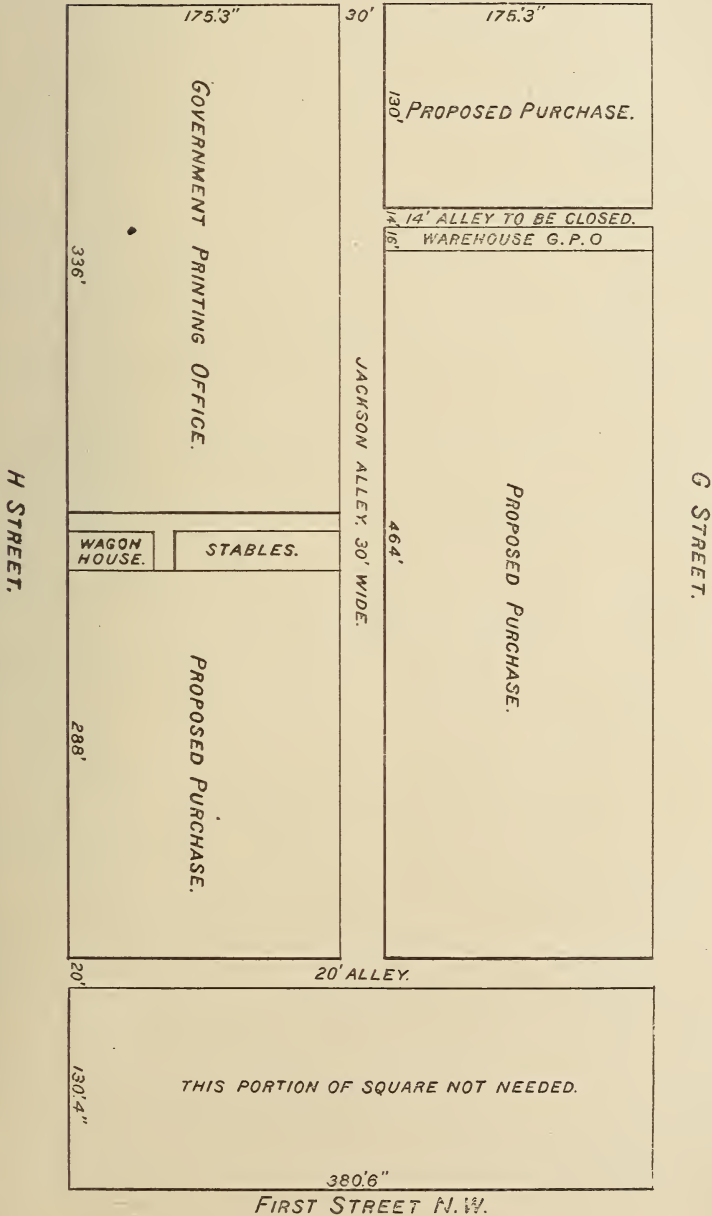 175.'3"
30'
175.'3"
GOVERNMENT PRINTING OFFICE.
336'
130'
PROPOSED PURCHASE.
14'
14' ALLEY TO BE CLOSED.
16'
WAREHOUSE G.P.O
JACKSON ALLEY, 30' WIDE.
464'
PROPOSED PURCHASE.
H STREET.
G STREET.
WAGON
HOUSE.
STABLES.
288'
PROPOSED PURCHASE.
20'
20' ALLEY.
130'.4"
THIS PORTION OF SQUARE NOT NEEDED.
380'.6"
FIRST STREET N.W.